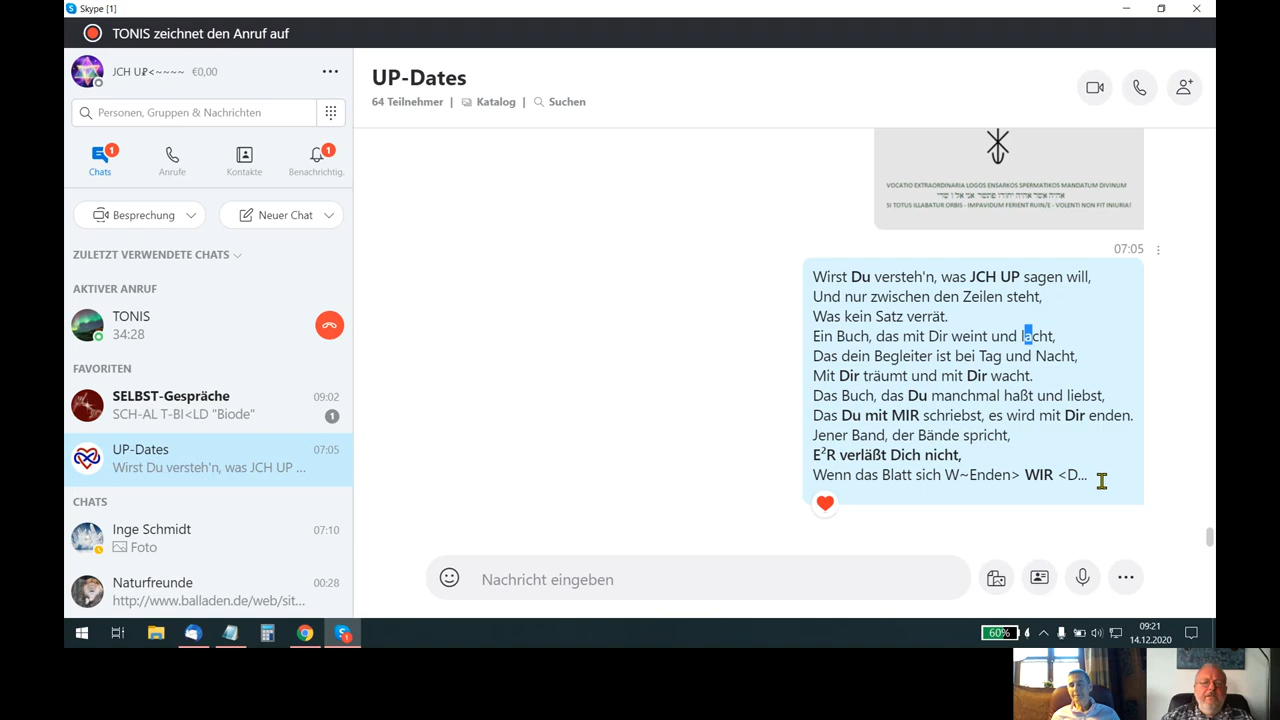 Skype [1]
TONIS zeichnet den Anruf auf
JCH UP<~~~~ €0,00
Personen, Gruppen & Nachrichten
Chats 1
Anrufe
Kontakte
Benachrichtig. 1
Besprechung
Neuer Chat
ZULETZT VERWENDETE CHATS
AKTIVER ANRUF
TONIS
34:28
FAVORITEN
SELBST-Gespräche 09:02
SCH-AL T-BI<LD "Biode" 1
UP-Dates 07:05
Wirst Du versteh'n, was JCH UP ...
CHATS
Inge Schmidt 07:10
Foto
Naturfreunde 00:28
http://www.balladen.de/web/sit...
UP-Dates
64 Teilnehmer | Katalog | Suchen
VOCATIO EXTRAORDINARIA LOGOS ENSARKOS SPERMATIKOS MANDATUM DIVINUM
SI TOTUS ILLABATUR ORBIS - IMPAVIDUM FERIENT RUIN/E - VOLENTI NON FIT INIURIA!
07:05
Wirst Du versteh'n, was JCH UP sagen will,
Und nur zwischen den Zeilen steht,
Was kein Satz verrät.
Ein Buch, das mit Dir weint und lacht,
Das dein Begleiter ist bei Tag und Nacht,
Mit Dir träumt und mit Dir wacht.
Das Buch, das Du manchmal haßt und liebst,
Das Du mit MIR schriebst, es wird mit Dir enden.
Jener Band, der Bände spricht,
E²R verläßt Dich nicht,
Wenn das Blatt sich W~Enden> WIR <D...
Nachricht eingeben
60%
1
09:21
14.12.2020